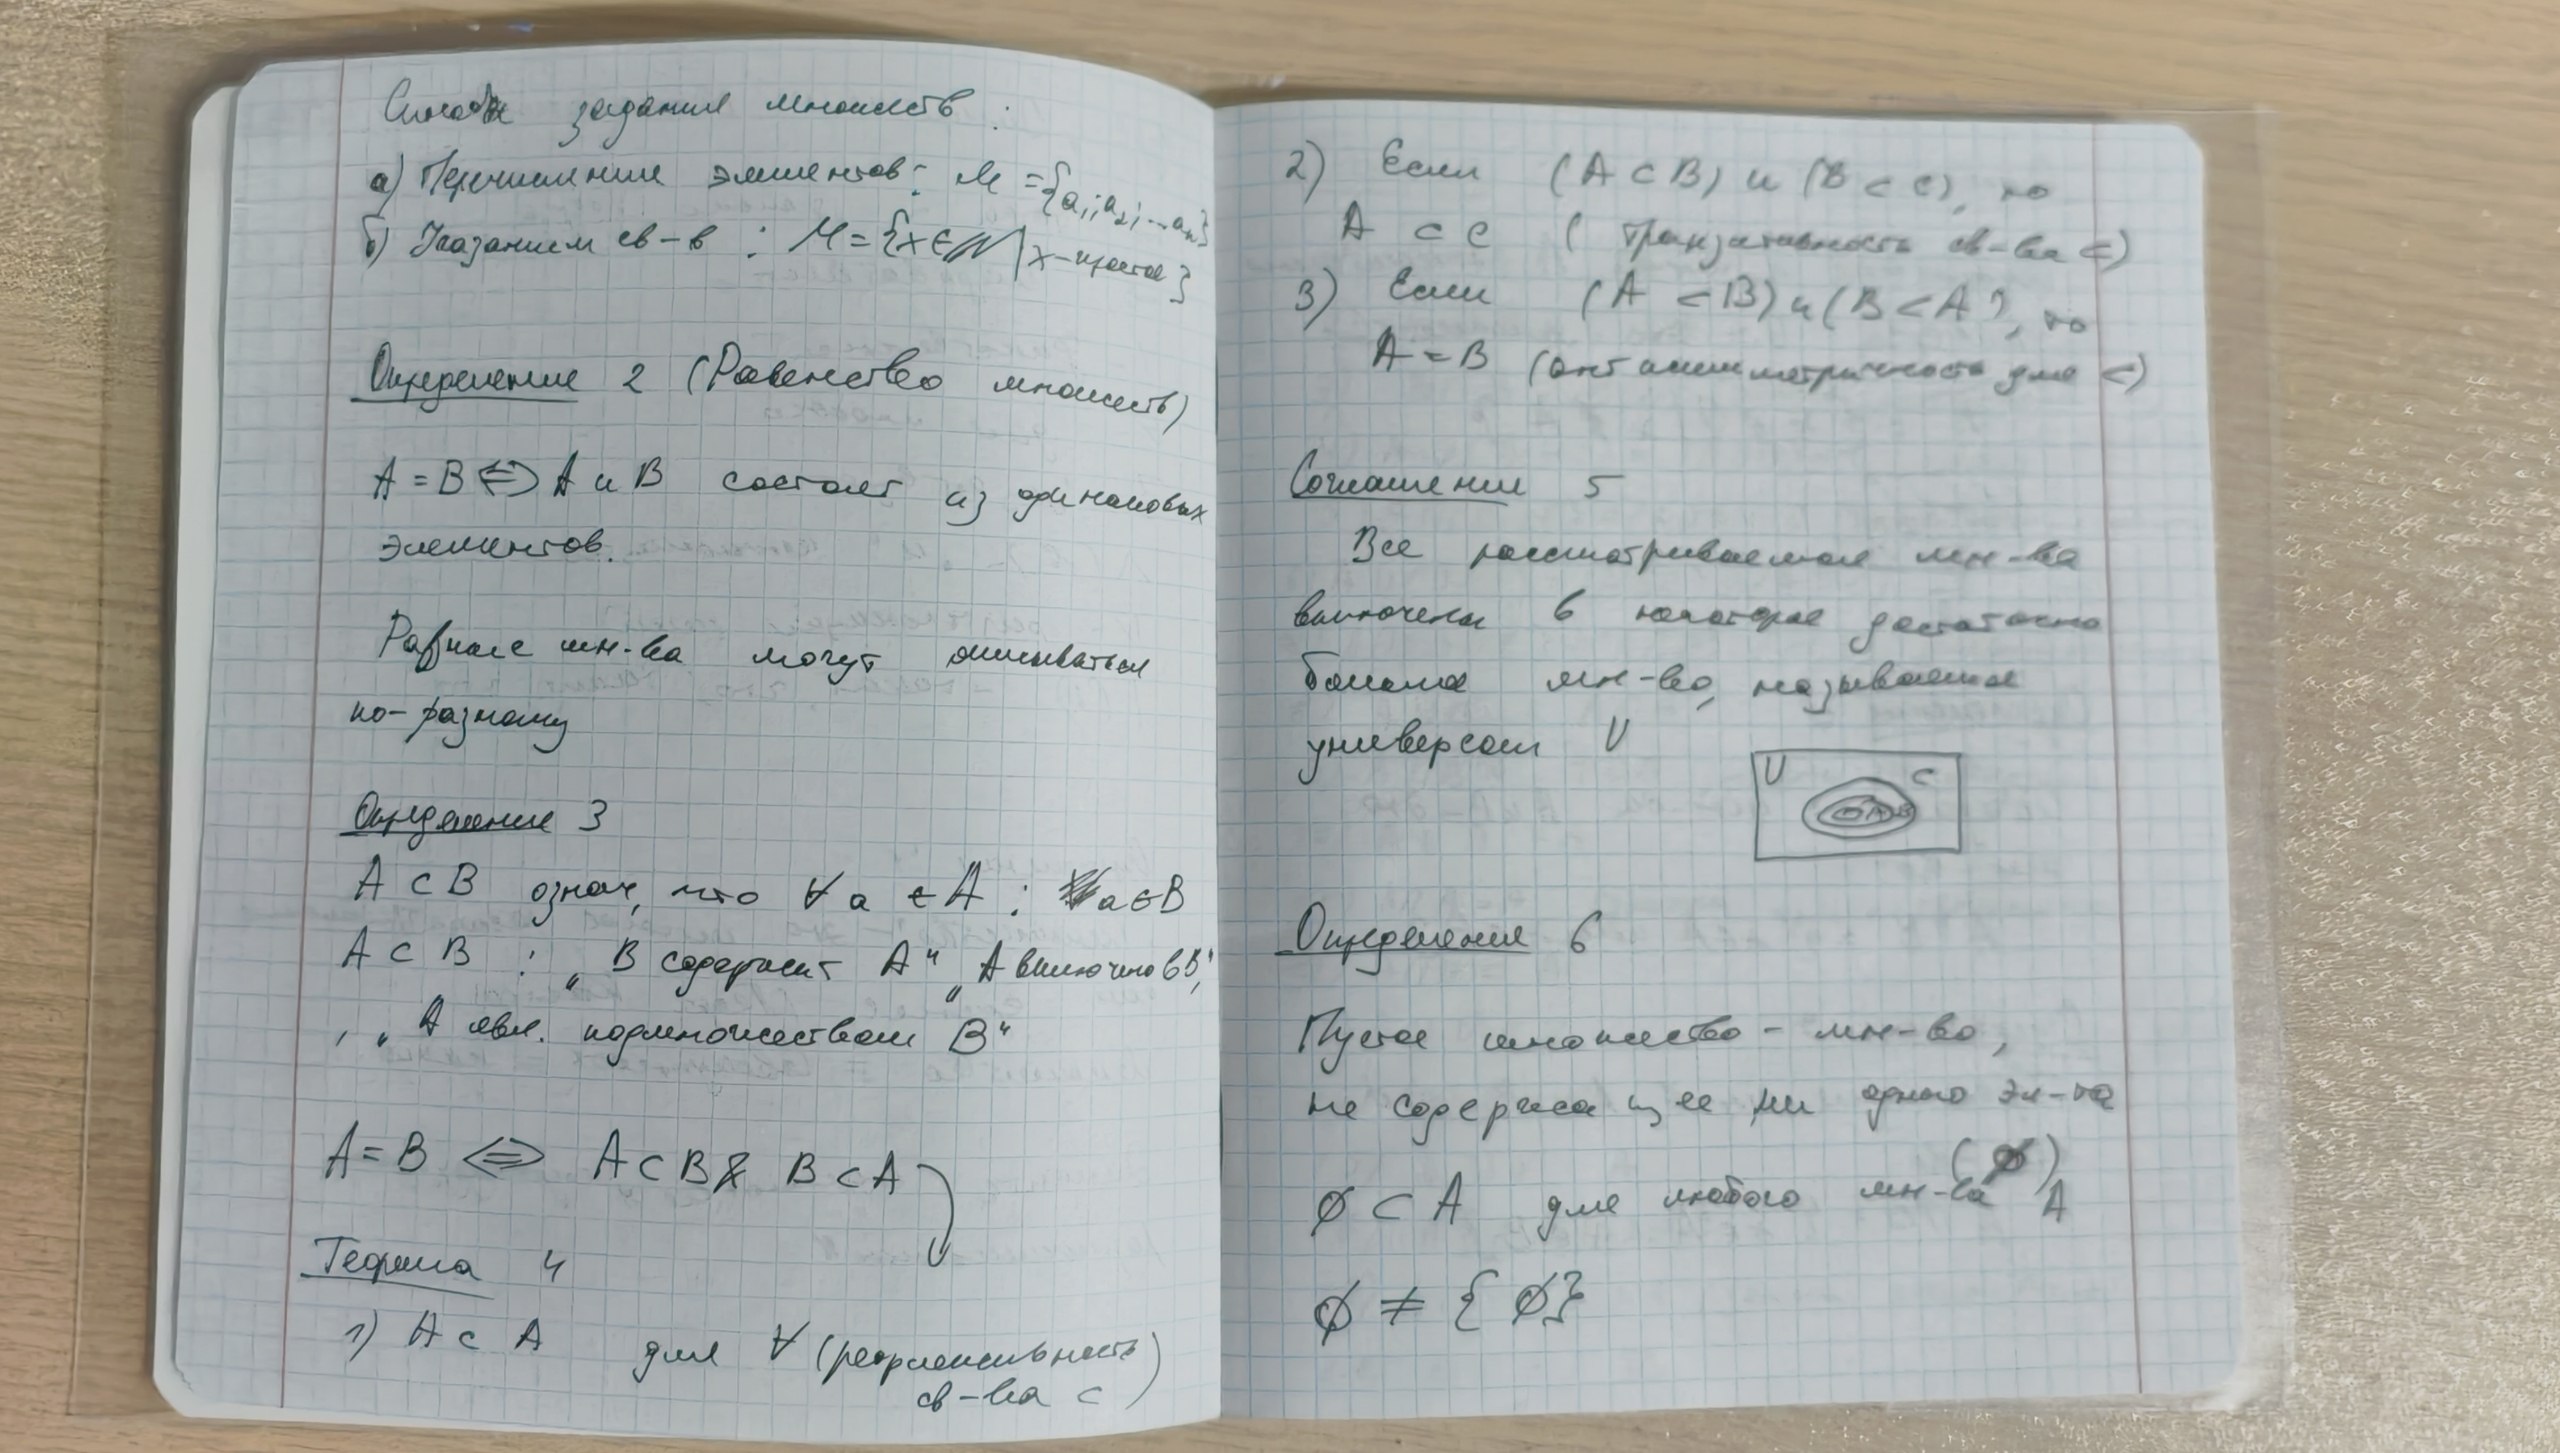 Способы задания множеств:
а) Перечисление элементов: M = {a₁; a₂; ... aₙ}
б) Указанием св-в : M = {x ∈ ℕ | x - простое}
Определение 2 (Равенство множеств)
A = B ⇔ A и B состоят из одинаковых
элементов.
Равные мн-ва могут описываться
по-разному
Определение 3
A ⊂ B означ, что ∀ a ∈ A : a ∈ B
A ⊂ B : „B содержит A“ „A включено в B“,
, „A явл. подмножеством B“
A = B ⇔ A ⊂ B & B ⊂ A
Теорема 4
1) A ⊂ A для ∀ (рефлексивность
св-ва ⊂)
2) Если (A ⊂ B) и (B ⊂ C), то
A ⊂ C (транзитивность св-ва ⊂)
3) Если (A ⊂ B) и (B ⊂ A), то
A = B (антисимметричность для ⊂)
Соглашение 5
Все рассматриваемые мн-ва
включены в некоторое достаточно
большое мн-во, называемое
универсом U
U C
A B
Определение 6
Пустое множество - мн-во,
не содержащее ни одного эл-та
(∅)
∅ ⊂ A для любого мн-ва A
∅ ≠ {∅}